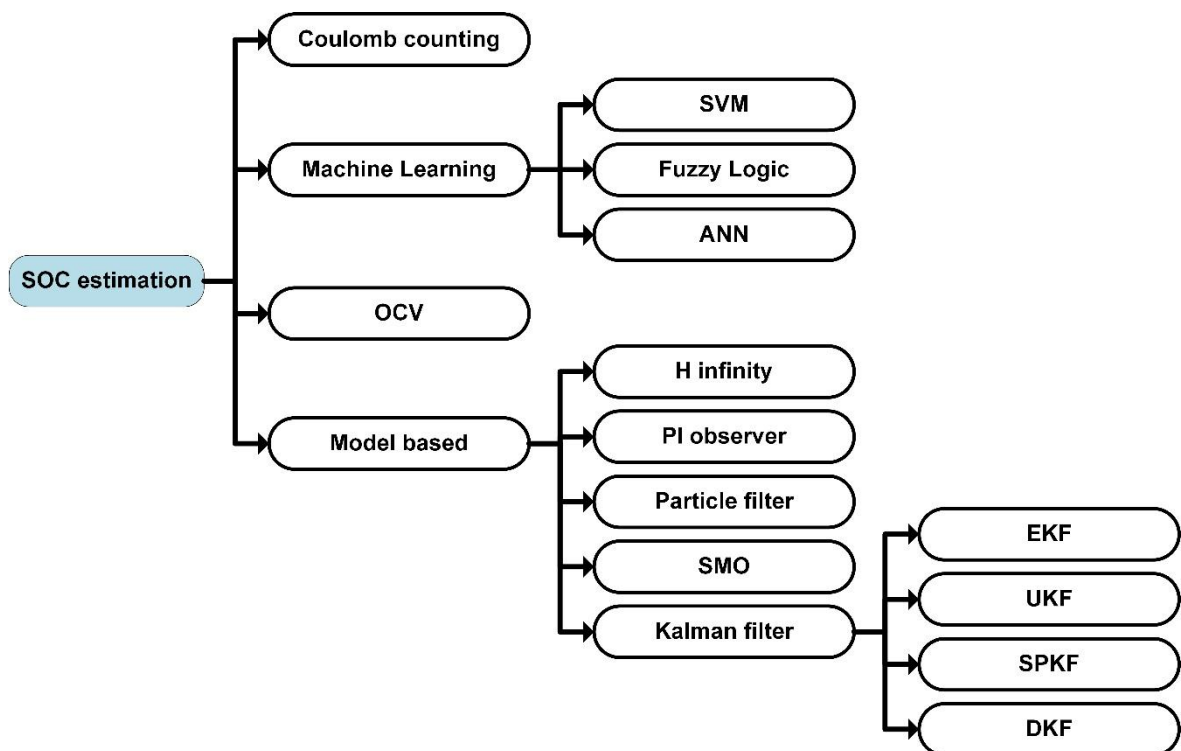 SOC estimation
Coulomb counting
Machine Learning
SVM
Fuzzy Logic
ANN
OCV
Model based
H infinity
PI observer
Particle filter
SMO
Kalman filter
EKF
UKF
SPKF
DKF